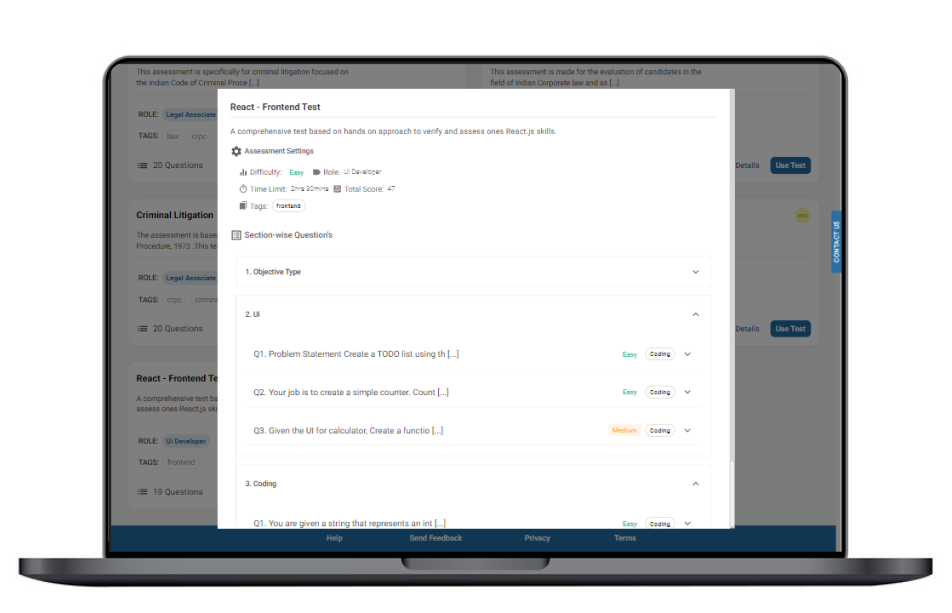 This assessment is specifically for criminal litigation focused on
the Indian Code of Criminal Proce [...]
ROLE: Legal Associate
TAGS: law crpc
20 Questions
This assessment is made for the evaluation of candidates in the
field of Indian Corporate law and as [...]
Details Use Test
Criminal Litigation
The assessment is base
Procedure, 1973 .This te
ROLE: Legal Associate
TAGS: crpc crimina
20 Questions
Details Use Test
React - Frontend Te
A comprehensive test ba
assess ones React.js ski
ROLE: Ui Developer
TAGS: frontend
19 Questions
React - Frontend Test
A comprehensive test based on hands on approach to verify and assess ones React.js skills.
Assessment Settings
Difficulty: Easy Role: Ui Developer
Time Limit: 2hrs 30mins Total Score: 47
Tags: frontend
Section-wise Question's
1. Objective Type
2. Ui
Q1. Problem Statement Create a TODO list using th [...] Easy Coding
Q2. Your job is to create a simple counter. Count [...] Easy Coding
Q3. Given the UI for calculator, Create a functio [...] Medium Coding
3. Coding
Q1. You are given a string that represents an int [...] Easy Coding
CONTACT US
Help Send Feedback Privacy Terms